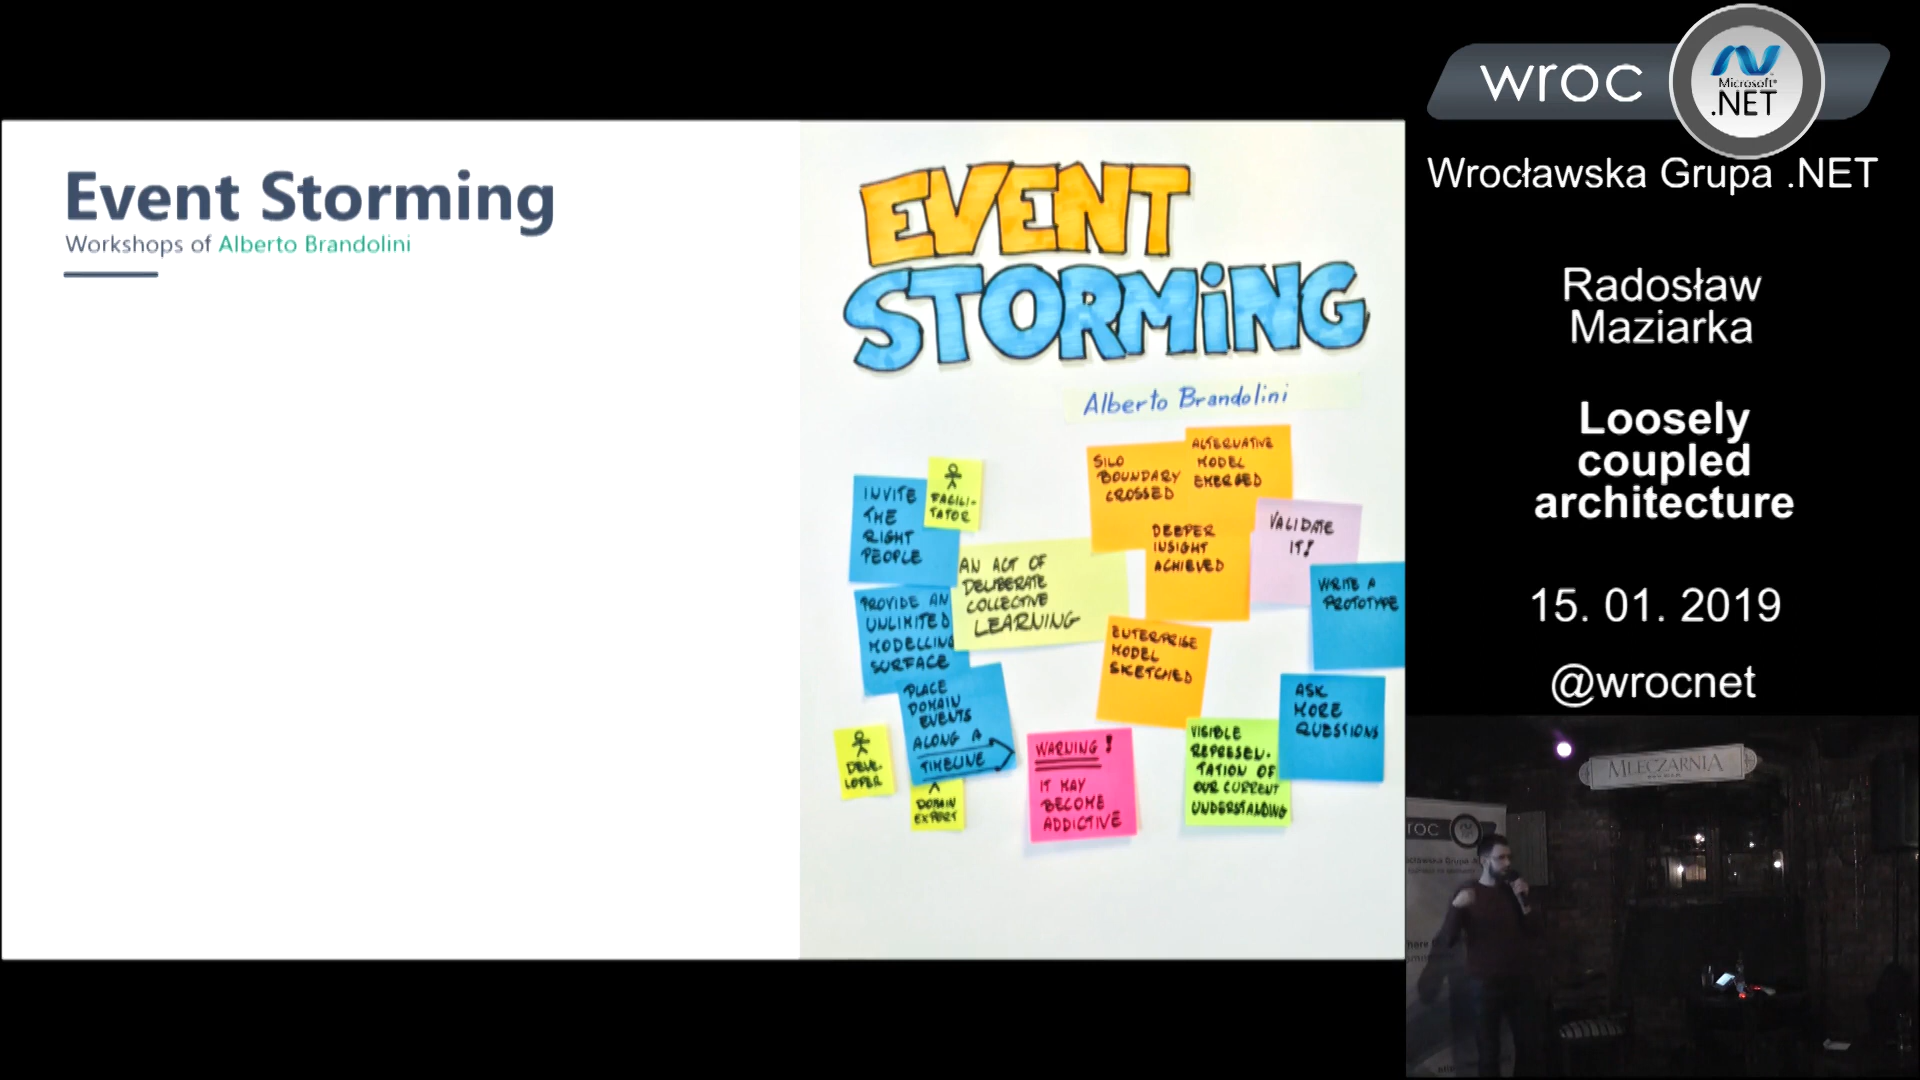 Event Storming
Workshops of Alberto Brandolini
EVENT
STORMiNG
Alberto Brandolini
INVITE
THE
RIGHT
PEOPLE
FACILI-
TATOR
AN ACT OF
DELIBERATE
COLLECTIVE
LEARNING
PROVIDE AN
UNLIMITED
MODELLING
SURFACE
PLACE
DOMAIN
EVENTS
ALONG A
TIMELINE
DEVE-
LOPER
DOMAIN
EXPERT
SILO
BOUNDARY
CROSSED
ALTERNATIVE
MODEL
EMERGED
DEEPER
INSIGHT
ACHIEVED
VALIDATE
IT!
WRITE A
PROTOTYPE
ENTERPRISE
MODEL
SKETCHED
ASK
MORE
QUESTIONS
WARNING!
IT MAY
BECOME
ADDICTIVE
VISIBLE
REPRESEN-
TATION OF
OUR CURRENT
UNDERSTANDING
wroc
Microsoft
.NET
Wrocławska Grupa .NET
Radosław
Maziarka
Loosely
coupled
architecture
15. 01. 2019
@wrocnet
MLECZARNIA